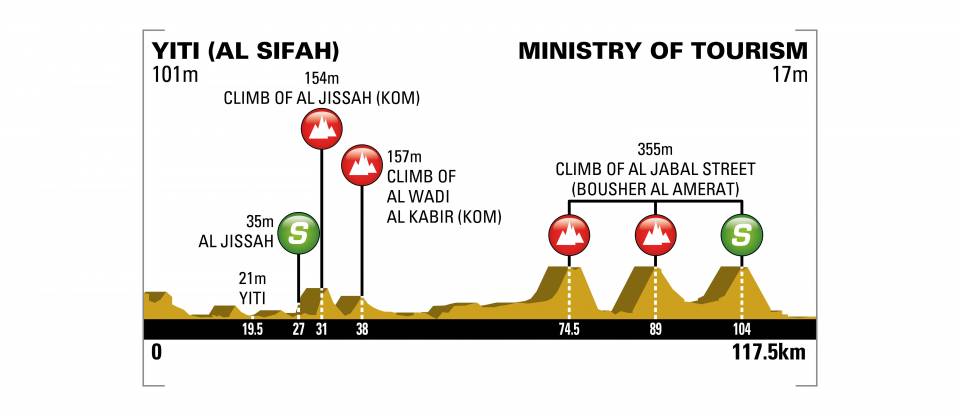 YITI (AL SIFAH)
101m
MINISTRY OF TOURISM
17m
154m
CLIMB OF AL JISSAH (KOM)
157m
CLIMB OF
AL WADI
AL KABIR (KOM)
355m
CLIMB OF AL JABAL STREET
(BOUSHER AL AMERAT)
35m
AL JISSAH
S
S
21m
YITI
19.5 27 31 38 74.5 89 104
0 117.5km